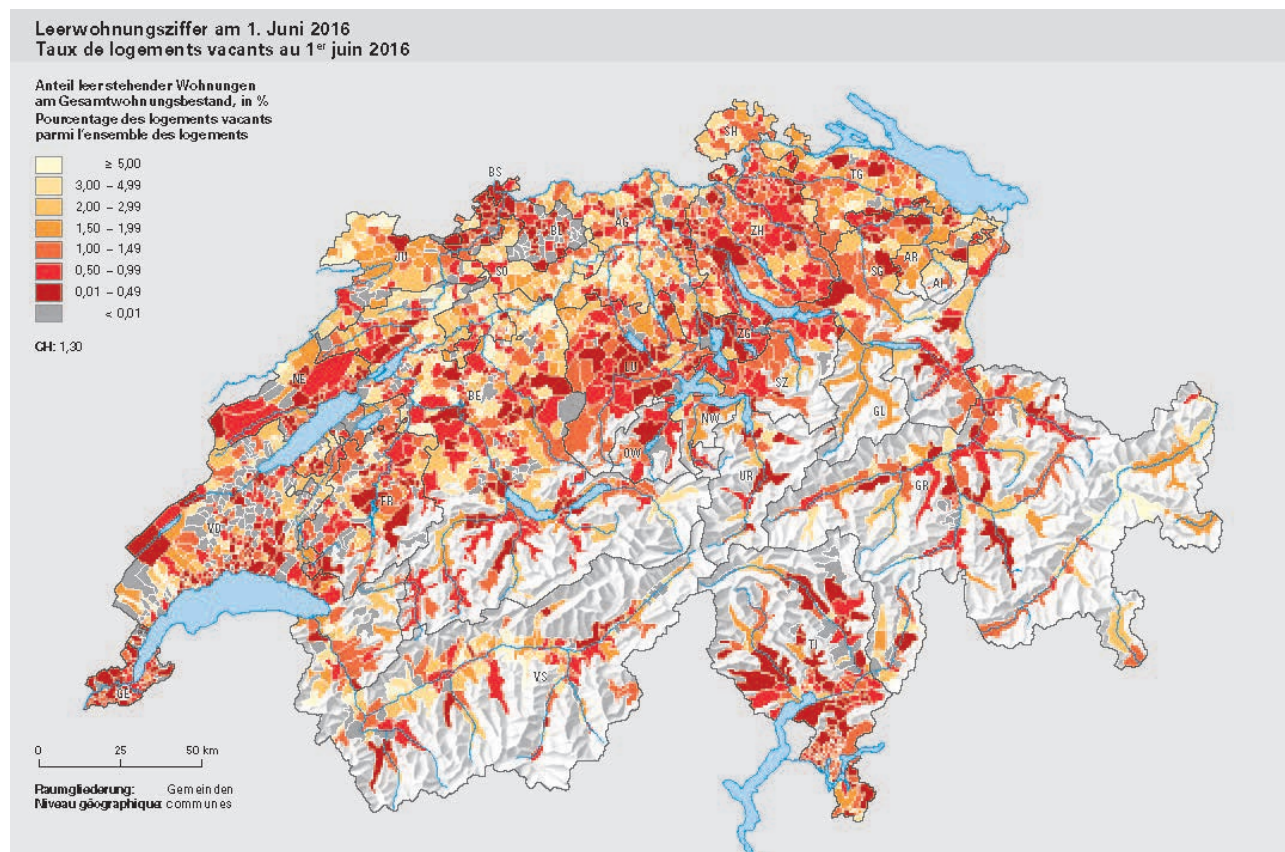 Leerwohnungsziffer am 1. Juni 2016
Taux de logements vacants au 1er juin 2016
Anteil leer stehender Wohnungen
am Gesamtwohnungsbestand, in %
Pourcentage des logements vacants
parmi l'ensemble des logements
≥ 5,00
3,00 – 4,99
2,00 – 2,99
1,50 – 1,99
1,00 – 1,49
0,50 – 0,99
0,01 – 0,49
< 0,01
CH: 1,30
SH
BS
TG
AG
ZH
BL
JU
SO
SG
AR
AI
ZG
LU
NE
SZ
BE
NW
GL
OW
UR
GR
FR
VD
TI
VS
GE
0 25 50 km
Raumgliederung: Gemeinden
Niveau géographique: communes